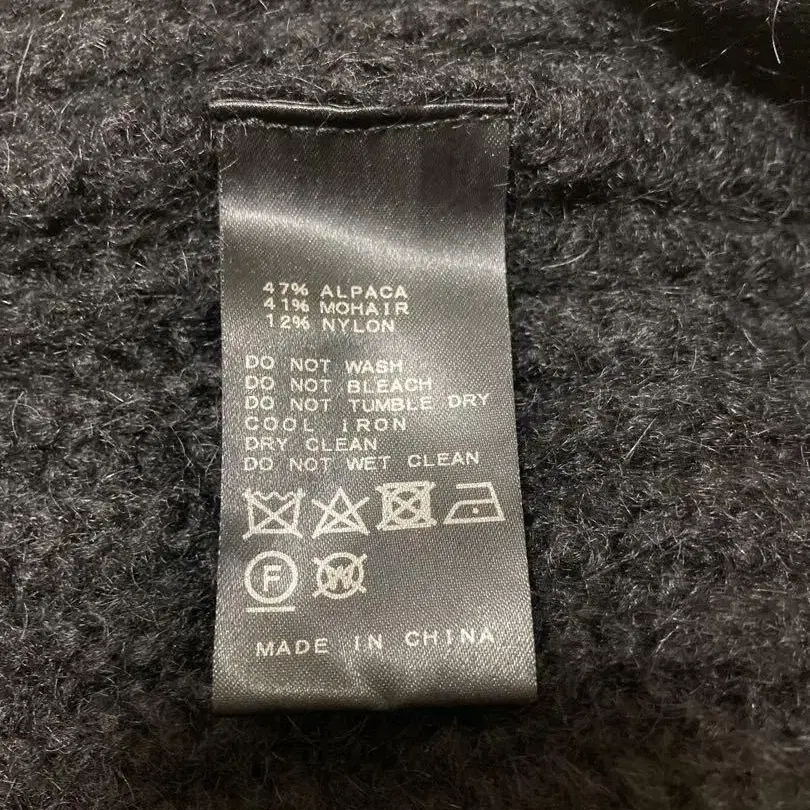 47% ALPACA
41% MOHAIR
12% NYLON
DO NOT WASH
DO NOT BLEACH
DO NOT TUMBLE DRY
COOL IRON
DRY CLEAN
DO NOT WET CLEAN
F W
MADE IN CHINA